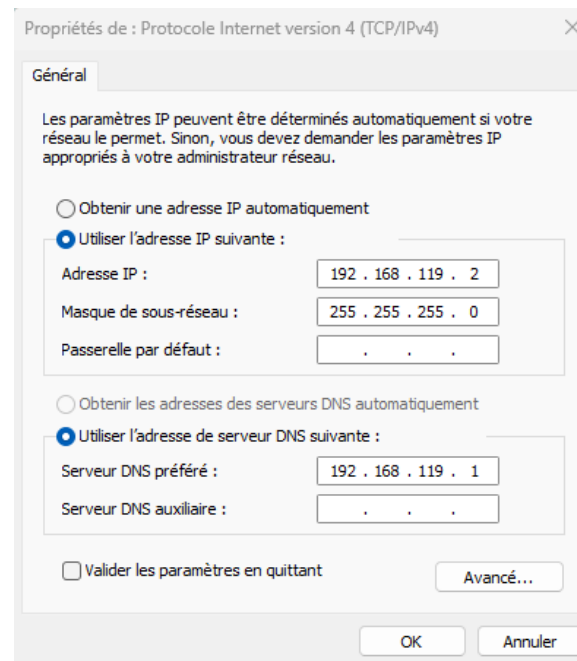 Propriétés de : Protocole Internet version 4 (TCP/IPv4)
Général
Les paramètres IP peuvent être déterminés automatiquement si votre
réseau le permet. Sinon, vous devez demander les paramètres IP
appropriés à votre administrateur réseau.
Obtenir une adresse IP automatiquement
Utiliser l'adresse IP suivante :
Adresse IP : 192 . 168 . 119 . 2
Masque de sous-réseau : 255 . 255 . 255 . 0
Passerelle par défaut : . . .
Obtenir les adresses des serveurs DNS automatiquement
Utiliser l'adresse de serveur DNS suivante :
Serveur DNS préféré : 192 . 168 . 119 . 1
Serveur DNS auxiliaire : . . .
Valider les paramètres en quittant
Avancé...
OK Annuler